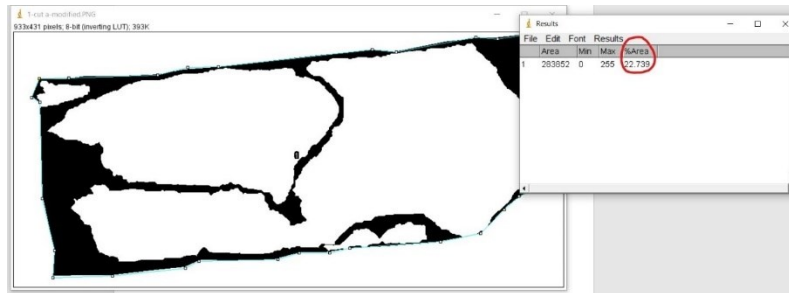 1-cut a-modified.PNG
933x431 pixels; 8-bit (inverting LUT); 393K
Results
File Edit Font Results
Area Min Max %Area
1 283852 0 255 22.739